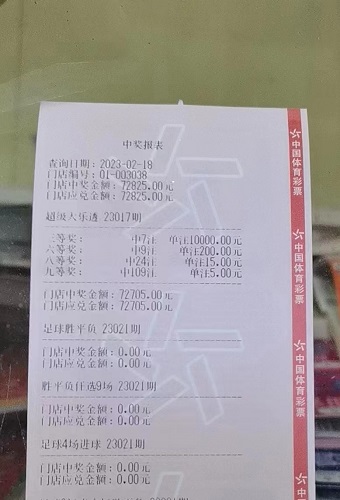 中奖报表
查询日期：2023-02-18
门店编号：01-003038
门店中奖金额：72825.00元
门店应兑金额：72825.00元
超级大乐透 23017期
三等奖： 中7注 单注10000.00元
六等奖： 中9注 单注200.00元
八等奖： 中24注 单注15.00元
九等奖： 中109注 单注5.00元
门店中奖金额：72705.00元
门店应兑金额：72705.00元
足球胜平负 23021期
门店中奖金额：0.00元
门店应兑金额：0.00元
胜平负任选9场 23021期
门店中奖金额：0.00元
门店应兑金额：0.00元
足球4场进球 23021期
门店中奖金额：0.00元
门店应兑金额：0.00元
中国体育彩票
中国体育彩票
中国体育彩票
中